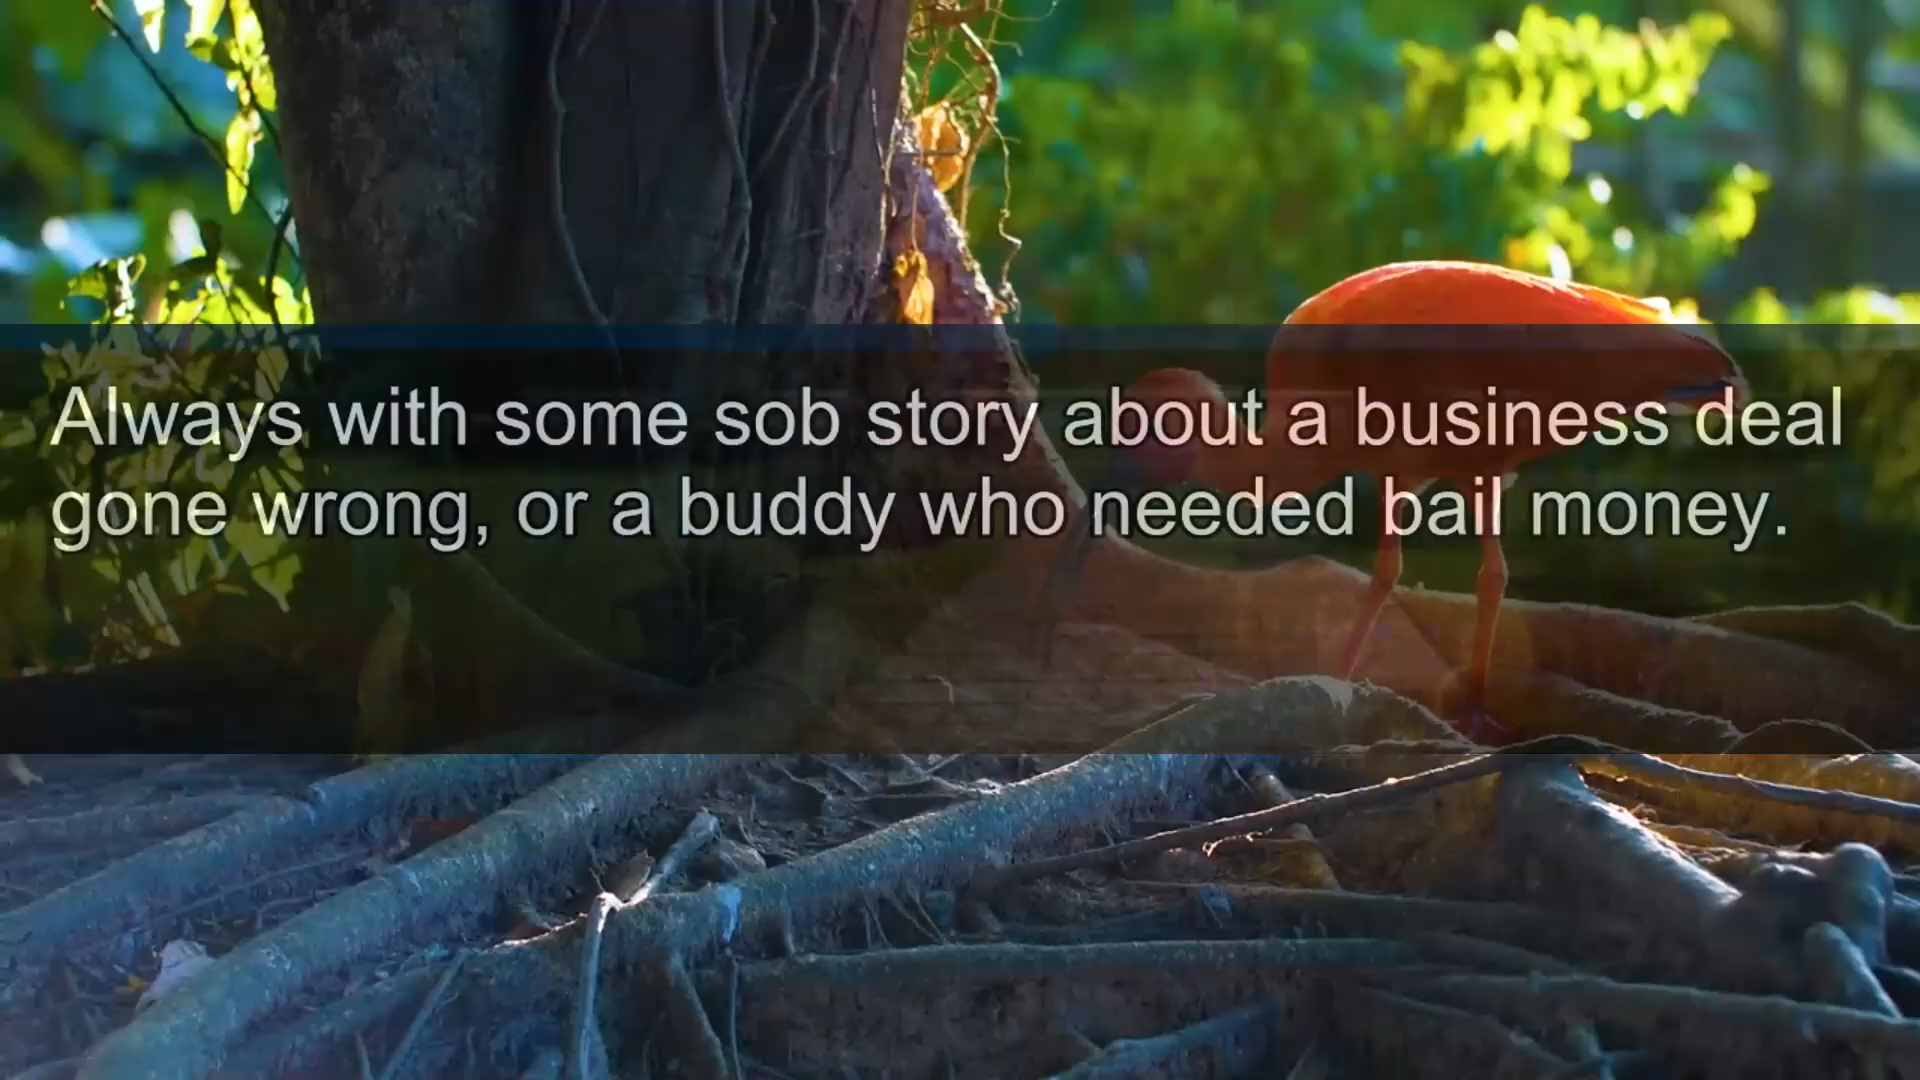 Always with some sob story about a business deal
gone wrong, or a buddy who needed bail money.